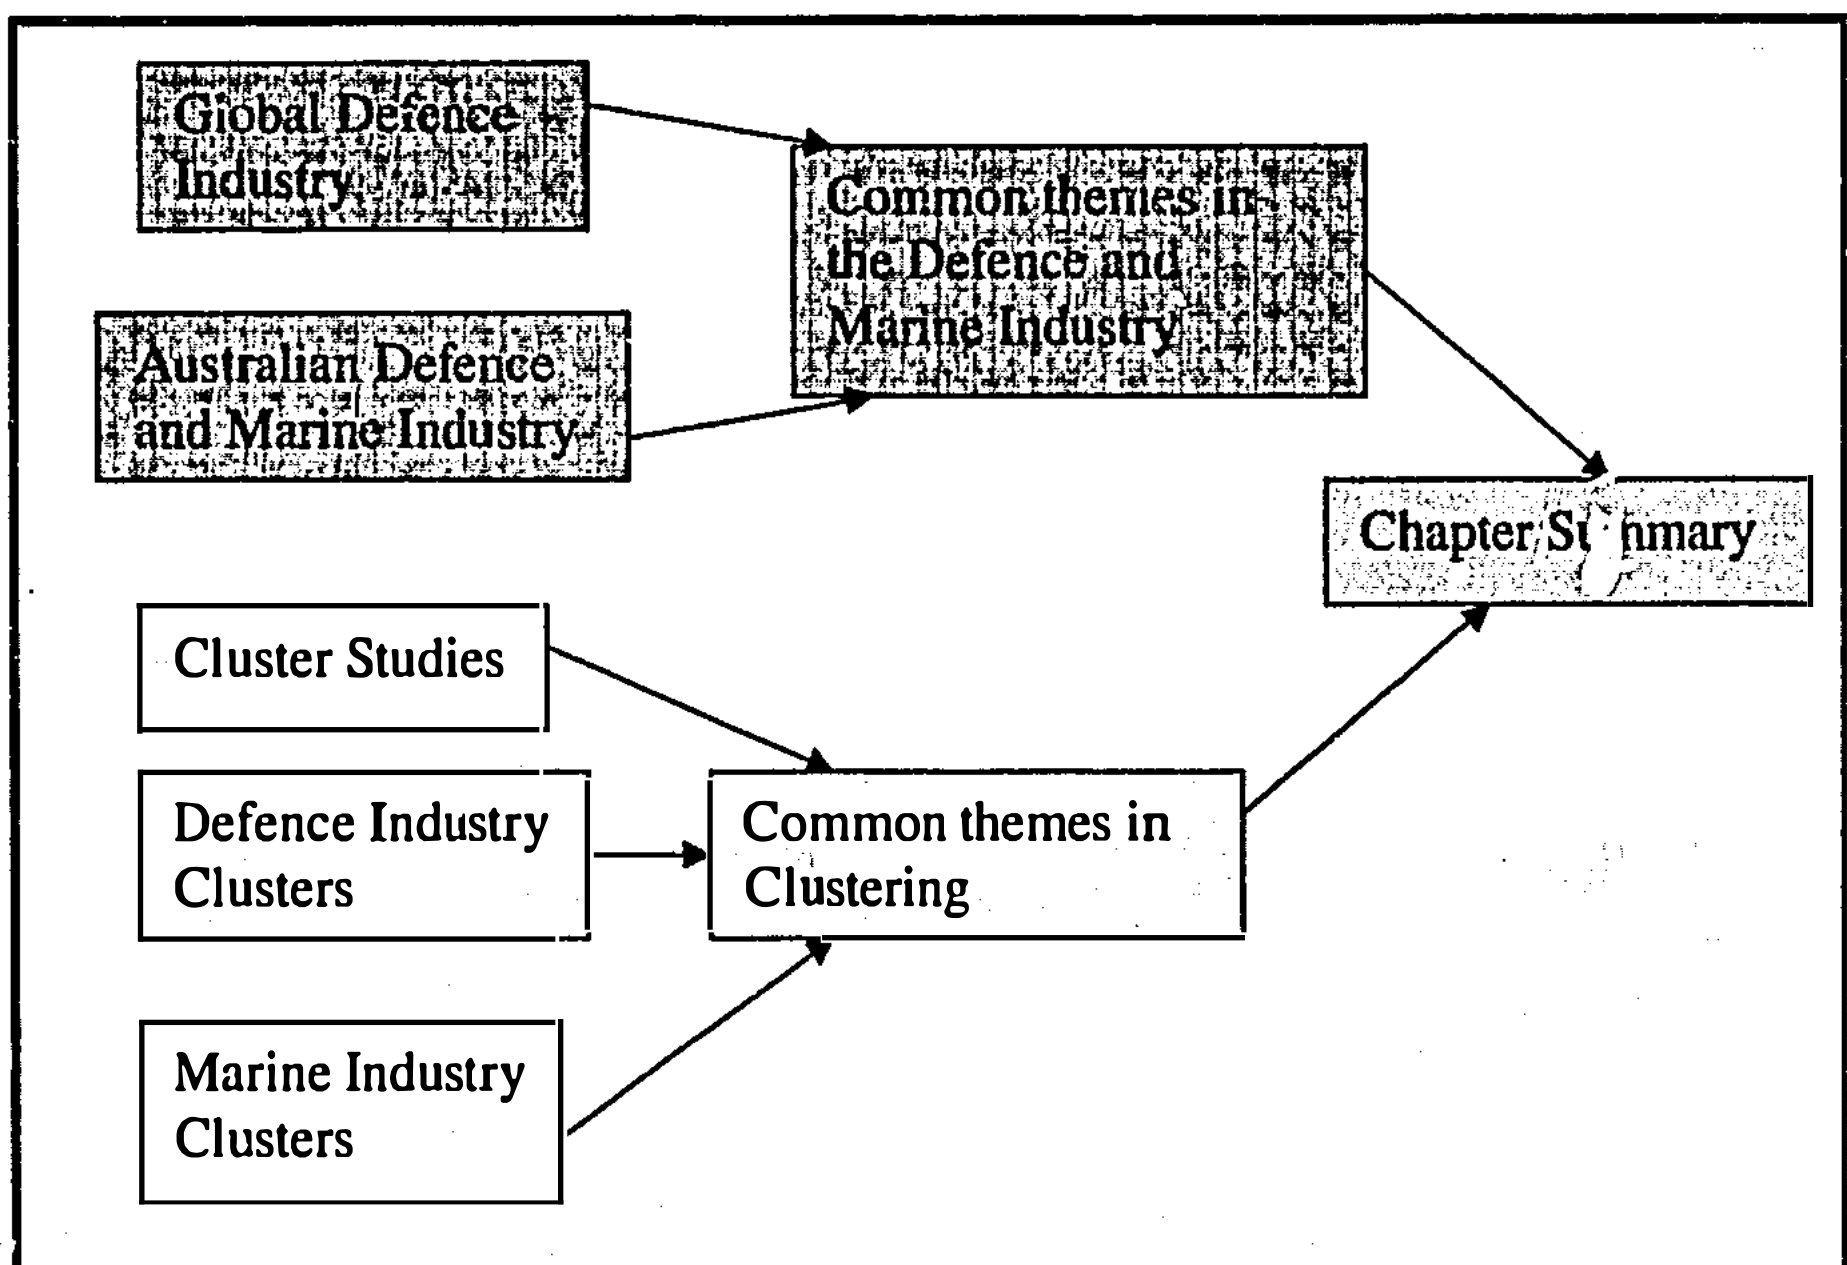 Global Defence
Industry
Common themes in
the Defence and
Marine Industry
Australian Defence
and Marine Industry
Chapter Summary
Cluster Studies
Defence Industry
Clusters
Common themes in
Clustering
Marine Industry
Clusters